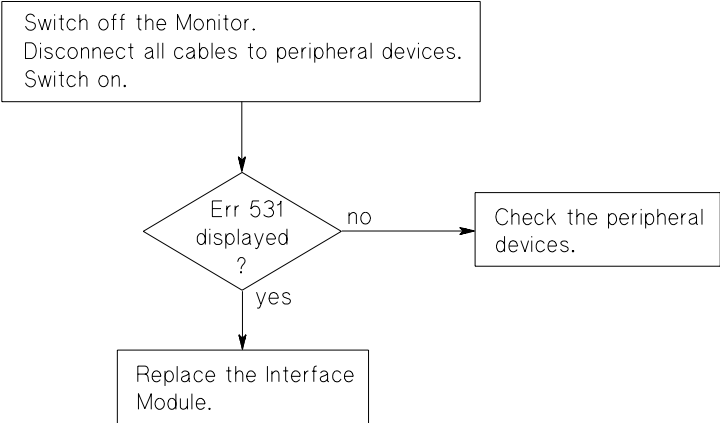 Switch off the Monitor.
Disconnect all cables to peripheral devices.
Switch on.
Err 531
displayed
?
no
Check the peripheral
devices.
yes
Replace the Interface
Module.